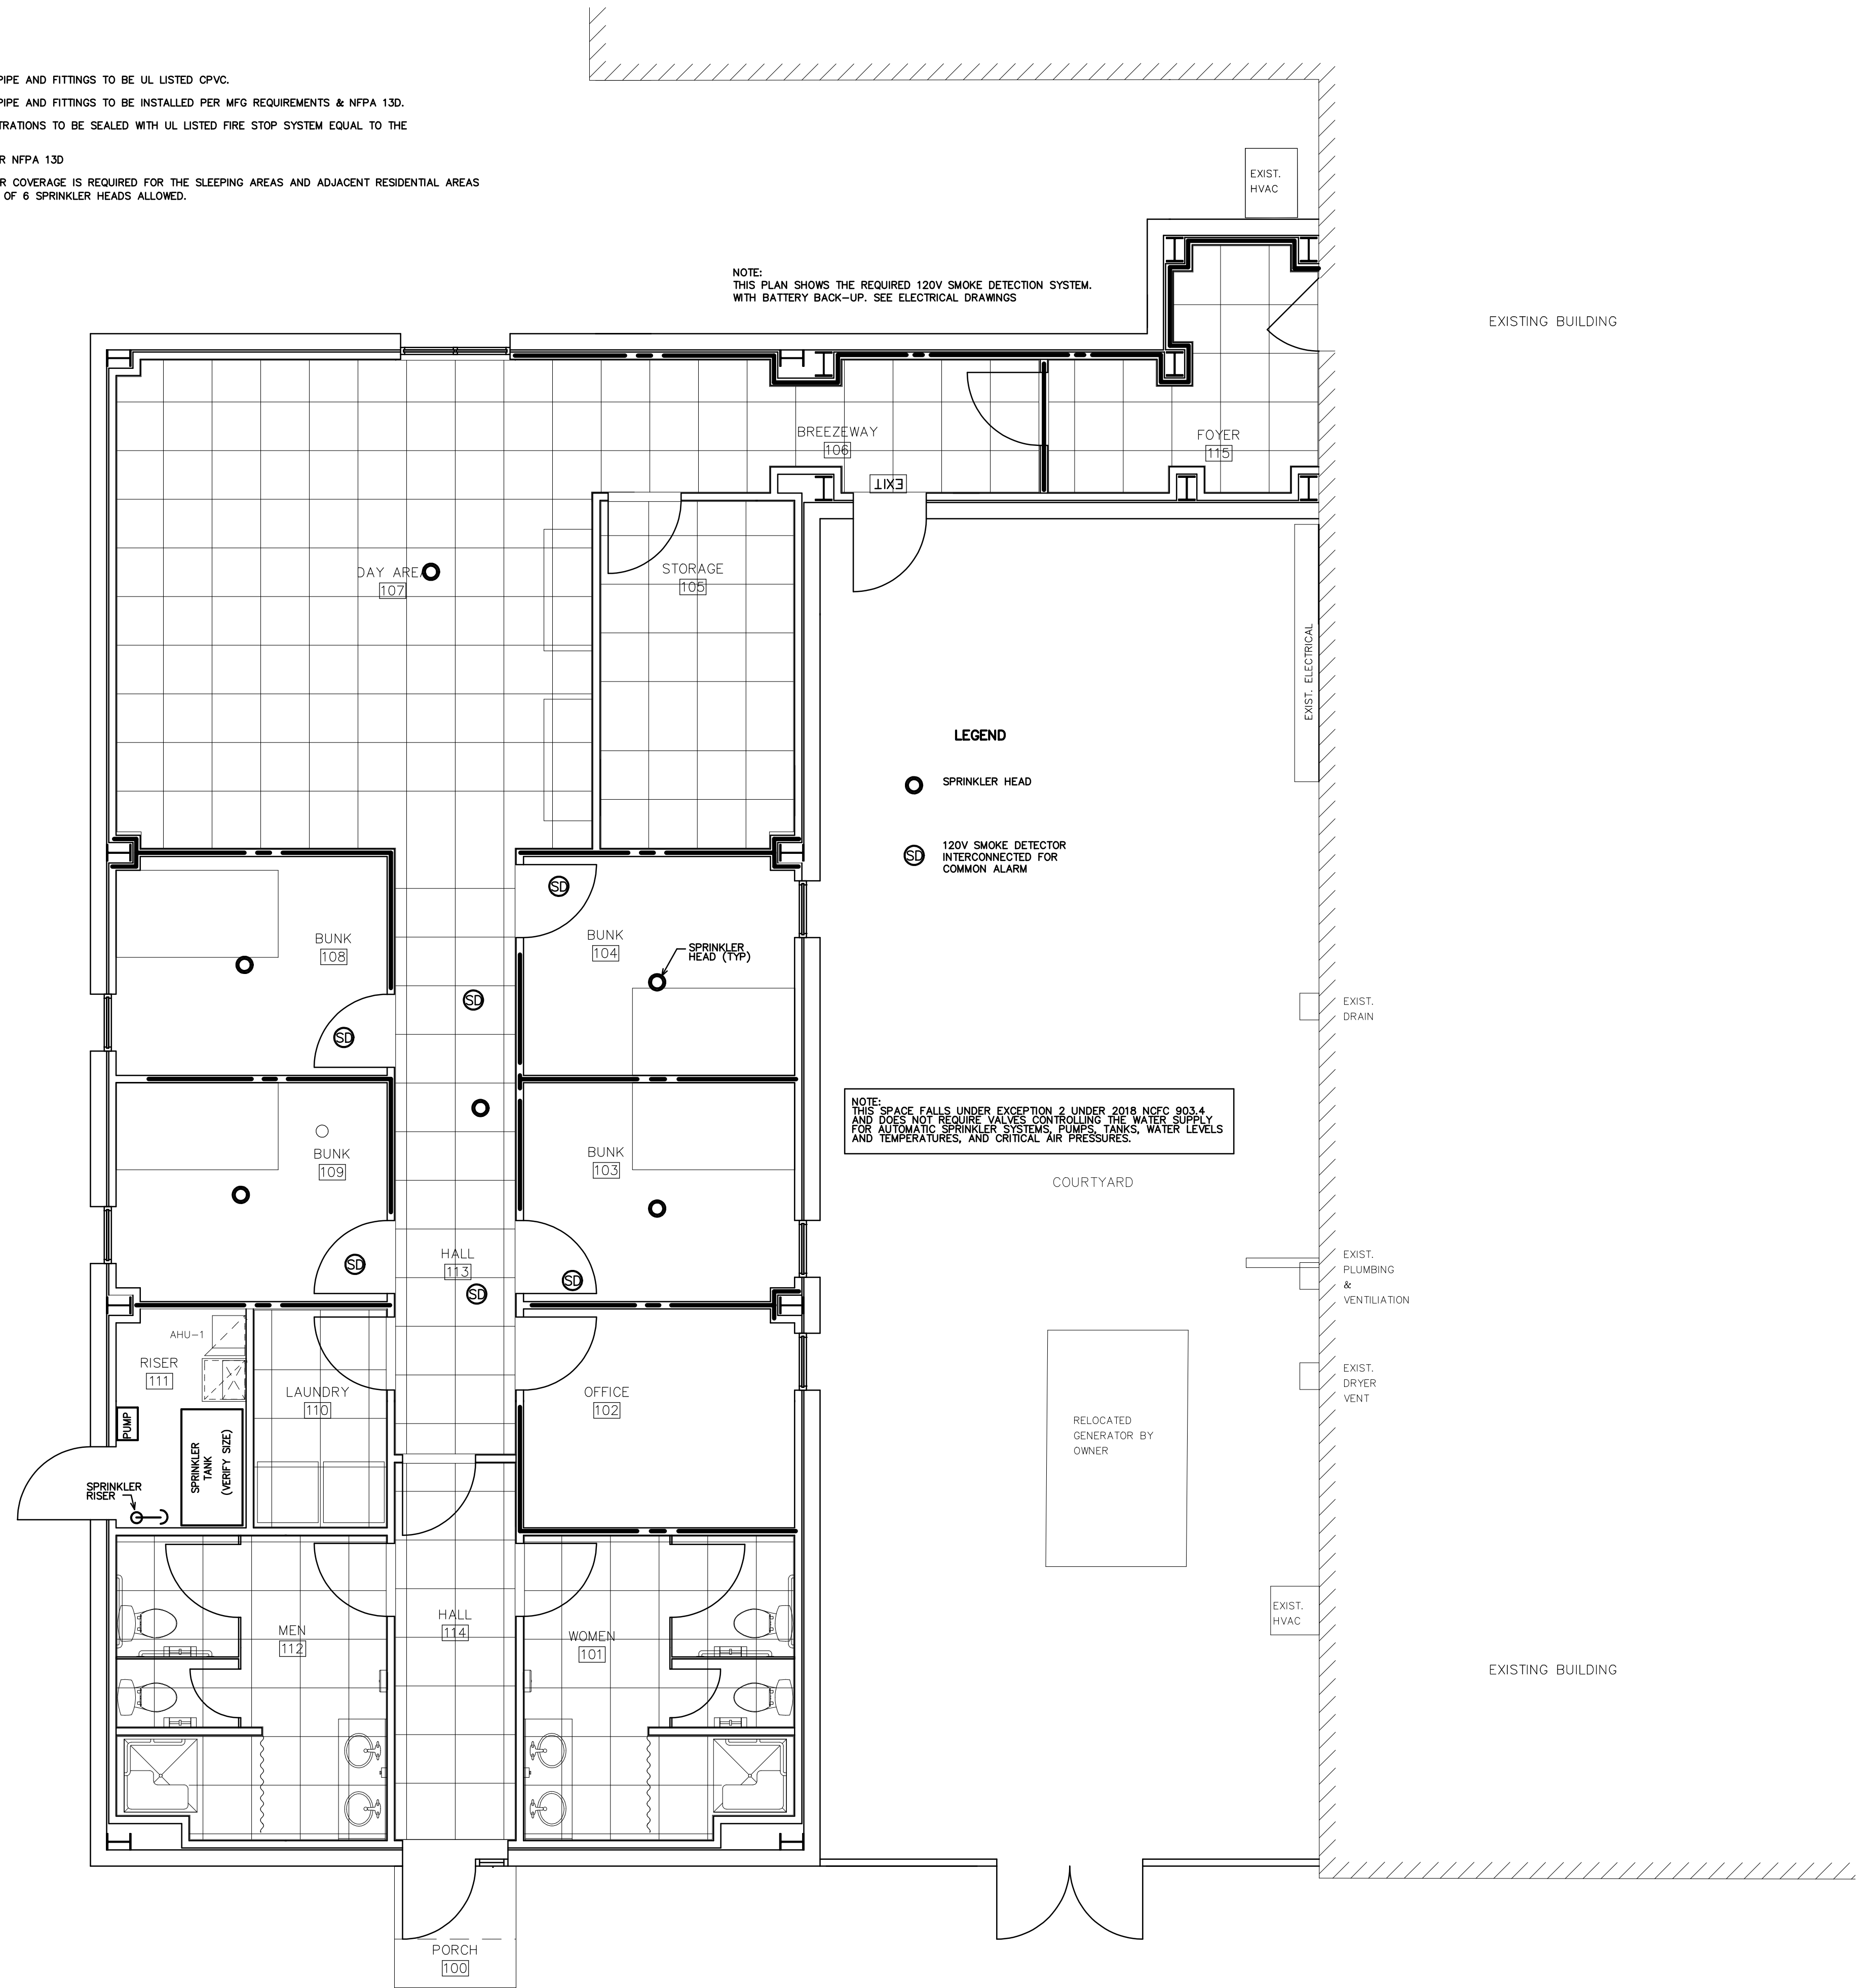 PIPE AND FITTINGS TO BE UL LISTED CPVC.
PIPE AND FITTINGS TO BE INSTALLED PER MFG REQUIREMENTS & NFPA 13D.
TRATIONS TO BE SEALED WITH UL LISTED FIRE STOP SYSTEM EQUAL TO THE
R NFPA 13D
R COVERAGE IS REQUIRED FOR THE SLEEPING AREAS AND ADJACENT RESIDENTIAL AREAS
OF 6 SPRINKLER HEADS ALLOWED.
EXIST.
HVAC
NOTE:
THIS PLAN SHOWS THE REQUIRED 120V SMOKE DETECTION SYSTEM.
WITH BATTERY BACK-UP. SEE ELECTRICAL DRAWINGS
EXISTING BUILDING
BREEZEWAY
106
FOYER
115
EXIT
DAY AREA
107
STORAGE
105
EXIST. ELECTRICAL
LEGEND
SPRINKLER HEAD
SD
120V SMOKE DETECTOR
INTERCONNECTED FOR
COMMON ALARM
SD
BUNK
108
BUNK
104
SPRINKLER
HEAD (TYP)
SD
SD
EXIST.
DRAIN
NOTE:
THIS SPACE FALLS UNDER EXCEPTION 2 UNDER 2018 NCFC 903.4
AND DOES NOT REQUIRE VALVES CONTROLLING THE WATER SUPPLY
FOR AUTOMATIC SPRINKLER SYSTEMS, PUMPS, TANKS, WATER LEVELS
AND TEMPERATURES, AND CRITICAL AIR PRESSURES.
BUNK
109
BUNK
103
COURTYARD
SD
HALL
113
SD
SD
EXIST.
PLUMBING
&
VENTILIATION
AHU-1
RISER
111
LAUNDRY
110
OFFICE
102
EXIST.
DRYER
VENT
PUMP
SPRINKLER
TANK
(VERIFY SIZE)
SPRINKLER
RISER
RELOCATED
GENERATOR BY
OWNER
EXIST.
HVAC
MEN
112
HALL
114
WOMEN
101
EXISTING BUILDING
PORCH
100